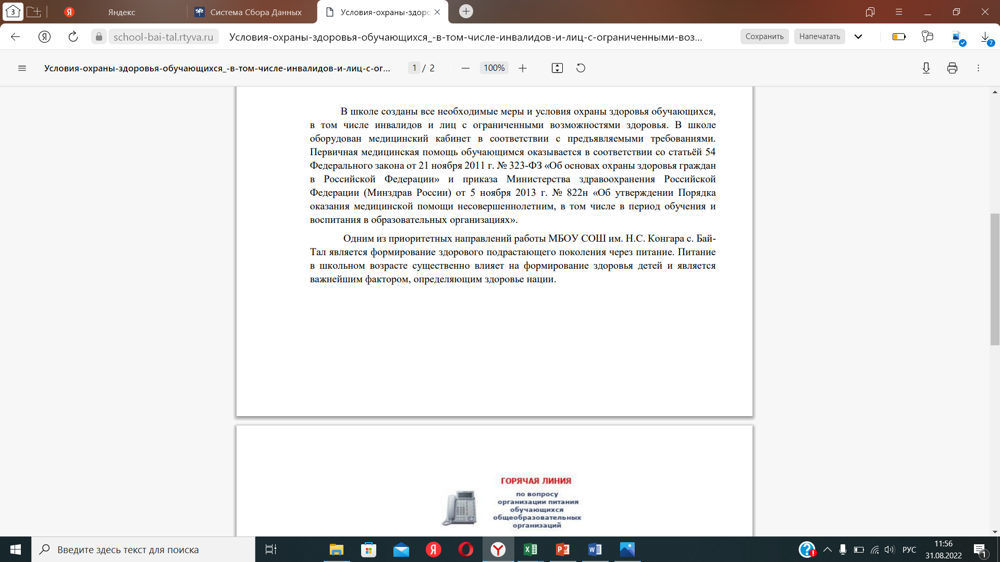 3
Яндекс
Система Сбора Данных
Условия-охраны-здоро
school-bai-tal.rtyva.ru
Условия-охраны-здоровья-обучающихся_-в-том-числе-инвалидов-и-лиц-с-ограниченными-воз...
Сохранить
Напечатать
7
Условия-охраны-здоровья-обучающихся_-в-том-числе-инвалидов-и-лиц-с-ог...
1 / 2
100%
В школе созданы все необходимые меры и условия охраны здоровья обучающихся,
в том числе инвалидов и лиц с ограниченными возможностями здоровья. В школе
оборудован медицинский кабинет в соответствии с предъявляемыми требованиями.
Первичная медицинская помощь обучающимся оказывается в соответствии со статьёй 54
Федерального закона от 21 ноября 2011 г. № 323-ФЗ «Об основах охраны здоровья граждан
в Российской Федерации» и приказа Министерства здравоохранения Российской
Федерации (Минздрав России) от 5 ноября 2013 г. № 822н «Об утверждении Порядка
оказания медицинской помощи несовершеннолетним, в том числе в период обучения и
воспитания в образовательных организациях».
Одним из приоритетных направлений работы МБОУ СОШ им. Н.С. Конгара с. Бай-
Тал является формирование здорового подрастающего поколения через питание. Питание
в школьном возрасте существенно влияет на формирование здоровья детей и является
важнейшим фактором, определяющим здоровье нации.
ГОРЯЧАЯ ЛИНИЯ
по вопросу
организации питания
обучающихся
общеобразовательных
организаций
Введите здесь текст для поиска
РУС
11:56
31.08.2022
1